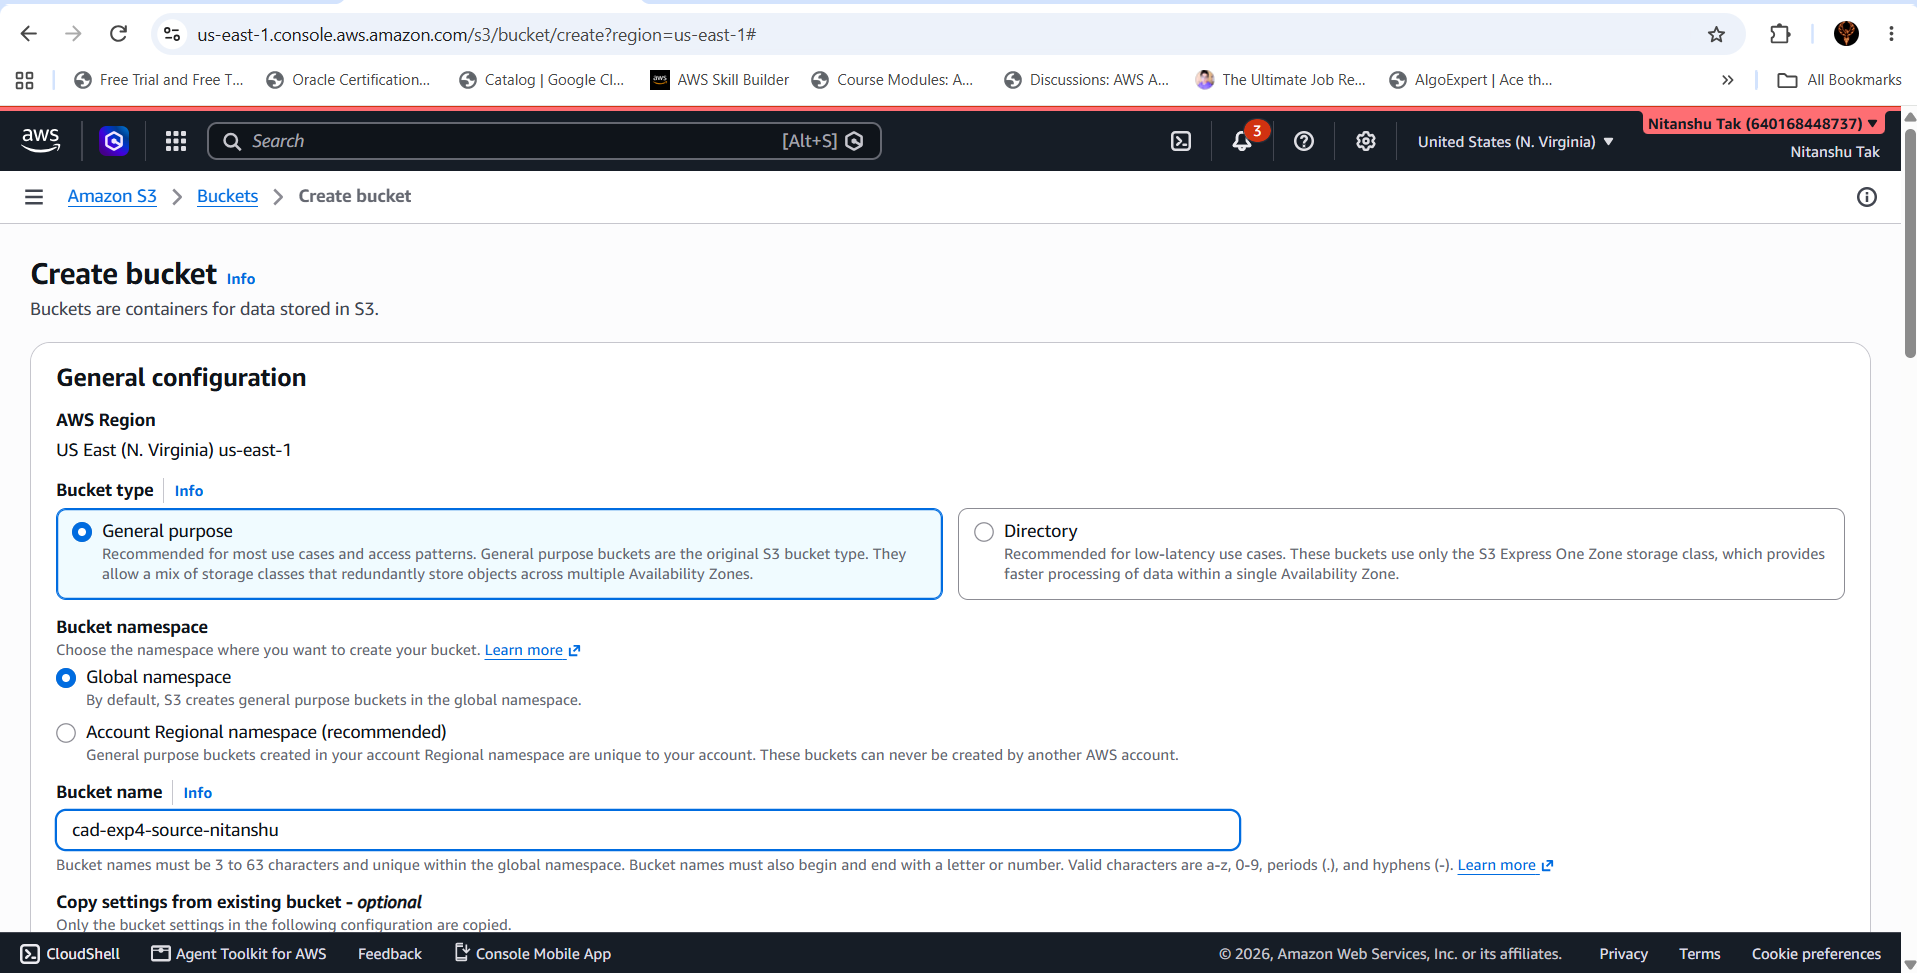 us-east-1.console.aws.amazon.com/s3/bucket/create?region=us-east-1#
Free Trial and Free T...
Oracle Certification...
Catalog | Google Cl...
aws
AWS Skill Builder
Course Modules: A...
Discussions: AWS A...
The Ultimate Job Re...
AlgoExpert | Ace th...
All Bookmarks
aws
Search
[Alt+S]
3
United States (N. Virginia)
Nitanshu Tak (640168448737)
Nitanshu Tak
Amazon S3
Buckets
Create bucket
Create bucket Info
Buckets are containers for data stored in S3.
General configuration
AWS Region
US East (N. Virginia) us-east-1
Bucket type Info
General purpose
Recommended for most use cases and access patterns. General purpose buckets are the original S3 bucket type. They
allow a mix of storage classes that redundantly store objects across multiple Availability Zones.
Directory
Recommended for low-latency use cases. These buckets use only the S3 Express One Zone storage class, which provides
faster processing of data within a single Availability Zone.
Bucket namespace
Choose the namespace where you want to create your bucket. Learn more
Global namespace
By default, S3 creates general purpose buckets in the global namespace.
Account Regional namespace (recommended)
General purpose buckets created in your account Regional namespace are unique to your account. These buckets can never be created by another AWS account.
Bucket name Info
cad-exp4-source-nitanshu
Bucket names must be 3 to 63 characters and unique within the global namespace. Bucket names must also begin and end with a letter or number. Valid characters are a-z, 0-9, periods (.), and hyphens (-). Learn more
Copy settings from existing bucket - optional
Only the bucket settings in the following configuration are copied.
CloudShell
Agent Toolkit for AWS
Feedback
Console Mobile App
© 2026, Amazon Web Services, Inc. or its affiliates.
Privacy
Terms
Cookie preferences